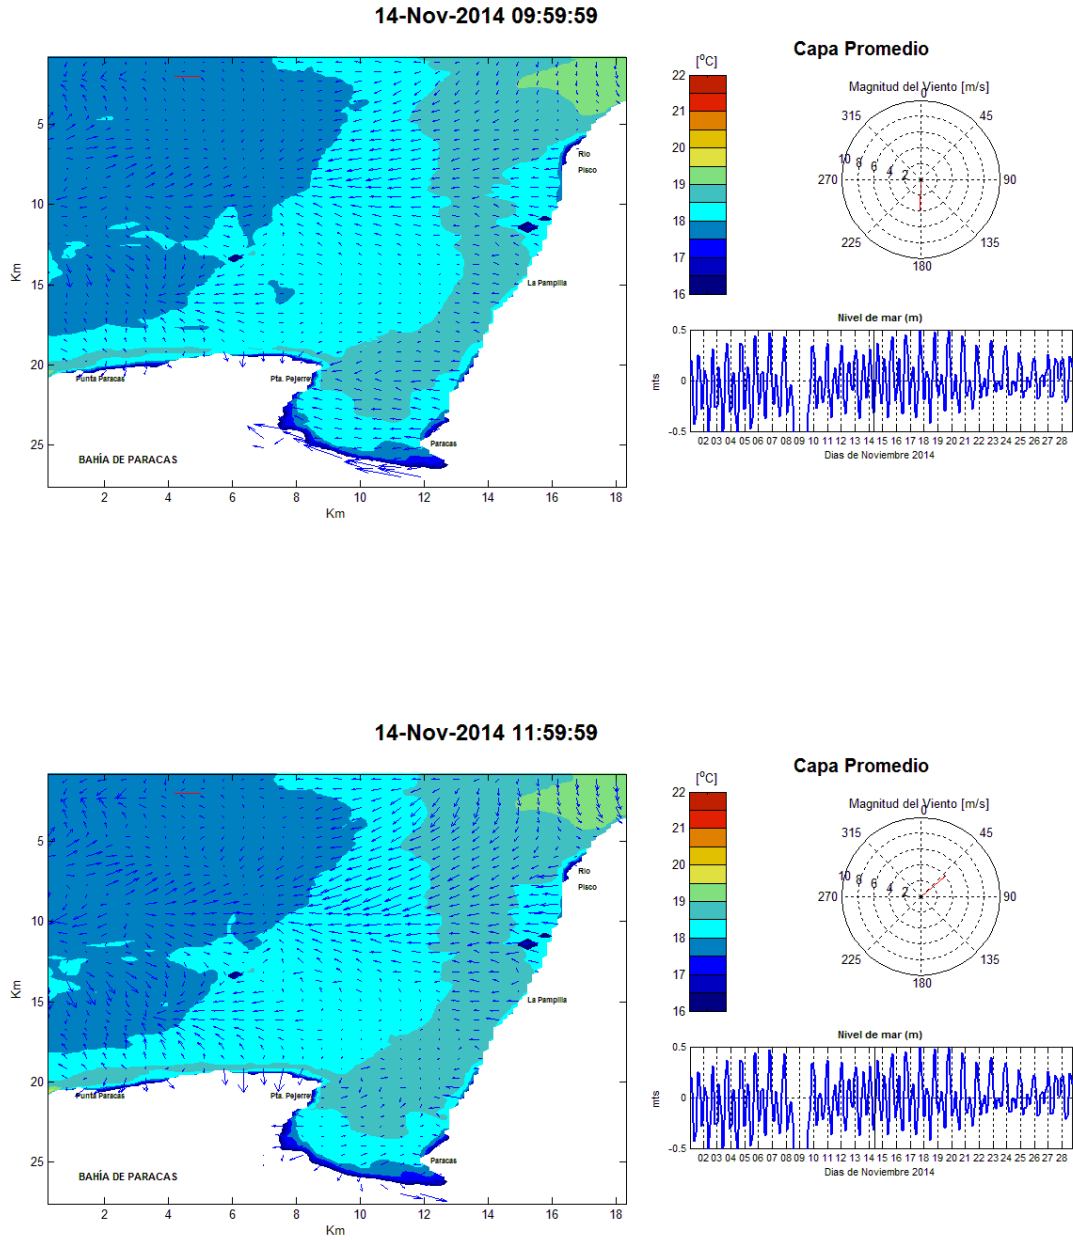 14-Nov-2014 09:59:59
Capa Promedio
[°C]
22
21
20
19
18
17
16
Magnitud del Viento [m/s]
0
45
90
135
180
225
270
315
10 8 6 4 2
5
10
15
20
25
Km
Rio
Pisco
La Pampilla
Punta Paracas
Pta. Pejerrey
Paracas
BAHÍA DE PARACAS
2 4 6 8 10 12 14 16 18
Km
Nivel de mar (m)
0.5
0
-0.5
mts
02 03 04 05 06 07 08 09 10 11 12 13 14 15 16 17 18 19 20 21 22 23 24 25 26 27 28
Dias de Noviembre 2014
14-Nov-2014 11:59:59
Capa Promedio
[°C]
22
21
20
19
18
17
16
Magnitud del Viento [m/s]
0
45
90
135
180
225
270
315
10 8 6 4 2
5
10
15
20
25
Km
Rio
Pisco
La Pampilla
Punta Paracas
Pta. Pejerrey
Paracas
BAHÍA DE PARACAS
2 4 6 8 10 12 14 16 18
Km
Nivel de mar (m)
0.5
0
-0.5
mts
02 03 04 05 06 07 08 09 10 11 12 13 14 15 16 17 18 19 20 21 22 23 24 25 26 27 28
Dias de Noviembre 2014